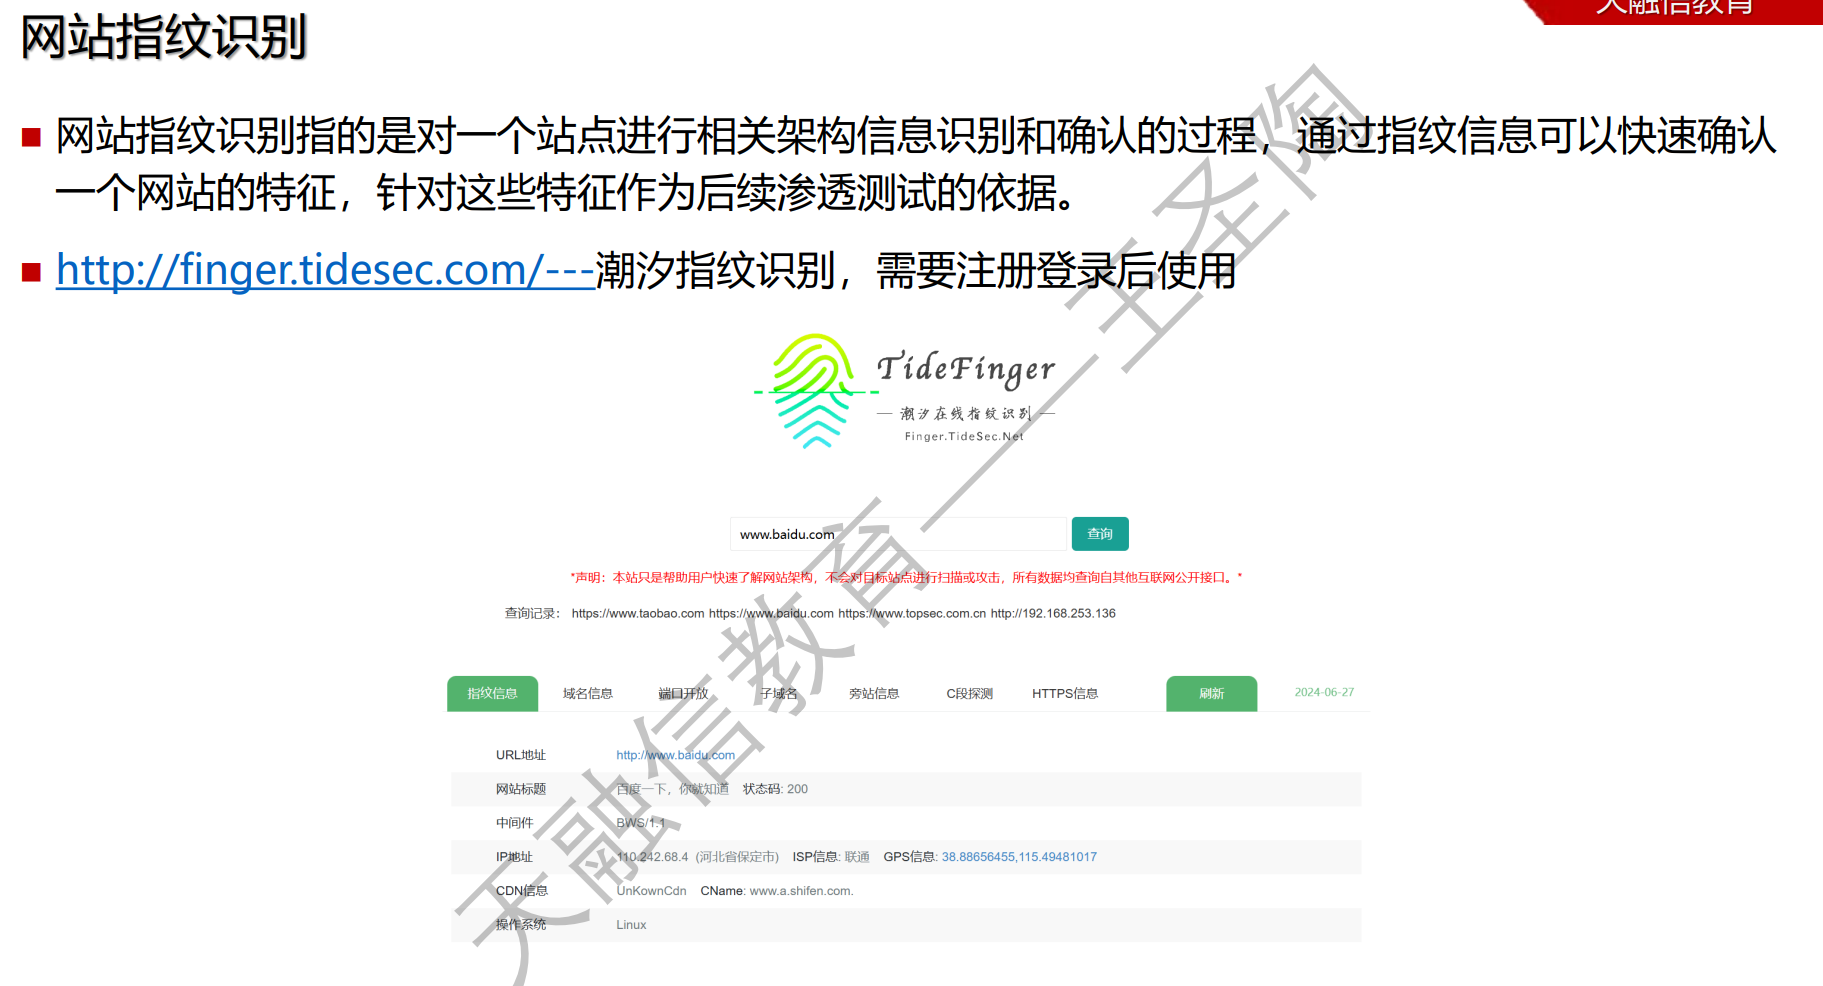 天融信教育
网站指纹识别
网站指纹识别指的是对一个站点进行相关架构信息识别和确认的过程，通过指纹信息可以快速确认
一个网站的特征，针对这些特征作为后续渗透测试的依据。
http://finger.tidesec.com/---潮汐指纹识别，需要注册登录后使用
TideFinger
— 潮汐在线指纹识别 —
Finger.TideSec.Net
www.baidu.com 查询
*声明：本站只是帮助用户快速了解网站架构，不会对目标站点进行扫描或攻击，所有数据均查询自其他互联网公开接口。*
查询记录： https://www.taobao.com https://www.baidu.com https://www.topsec.com.cn http://192.168.253.136
指纹信息 域名信息 端口开放 子域名 旁站信息 C段探测 HTTPS信息 刷新 2024-06-27
URL地址 http://www.baidu.com
网站标题 百度一下，你就知道 状态码: 200
中间件 BWS/1.1
IP地址 110.242.68.4 (河北省保定市) ISP信息: 联通 GPS信息: 38.88656455,115.49481017
CDN信息 UnKownCdn CName: www.a.shifen.com.
操作系统 Linux
天融信教育——王圣陶